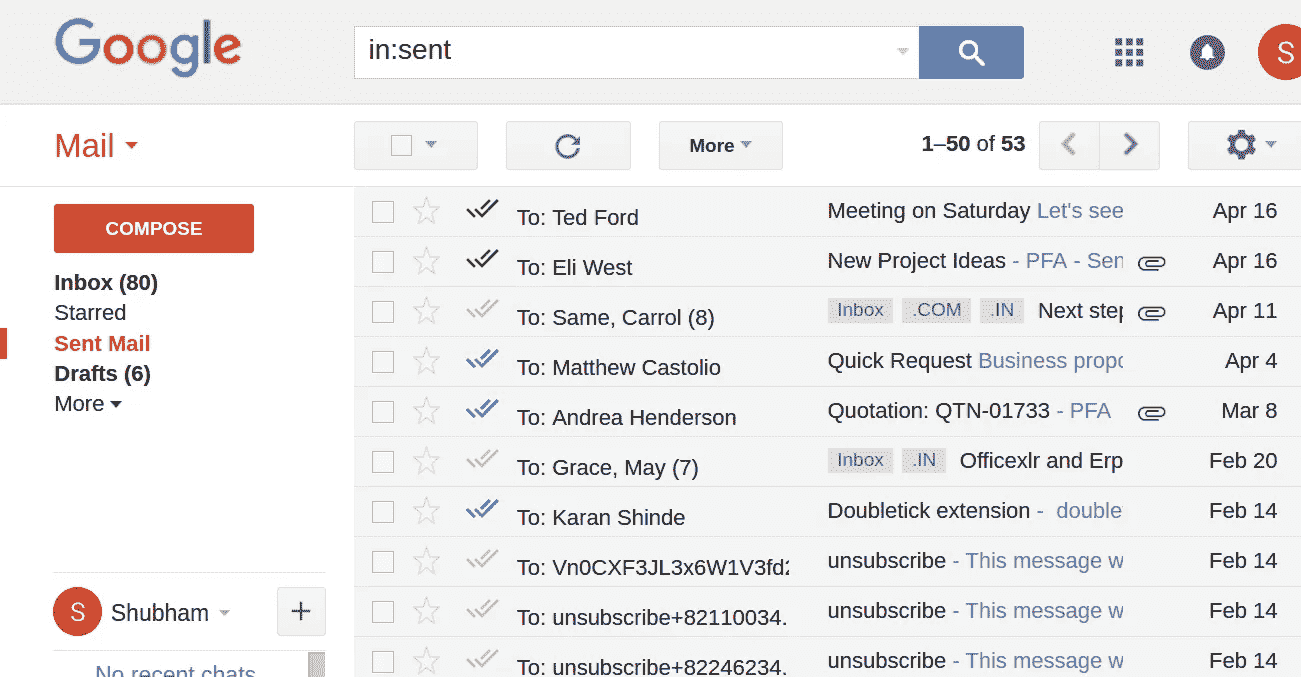 Google
in:sent
S
Mail
More
1–50 of 53
COMPOSE
Inbox (80)
Starred
Sent Mail
Drafts (6)
More
To: Ted Ford Meeting on Saturday Let's see Apr 16
To: Eli West New Project Ideas - PFA - Sen Apr 16
To: Same, Carrol (8) Inbox .COM .IN Next step Apr 11
To: Matthew Castolio Quick Request Business propo Apr 4
To: Andrea Henderson Quotation: QTN-01733 - PFA Mar 8
To: Grace, May (7) Inbox .IN Officexlr and Erp Feb 20
To: Karan Shinde Doubletick extension - double Feb 14
To: Vn0CXF3JL3x6W1V3fd2 unsubscribe - This message w Feb 14
To: unsubscribe+82110034. unsubscribe - This message w Feb 14
To: unsubscribe+82246234. unsubscribe - This message w Feb 14
S Shubham
No recent chats